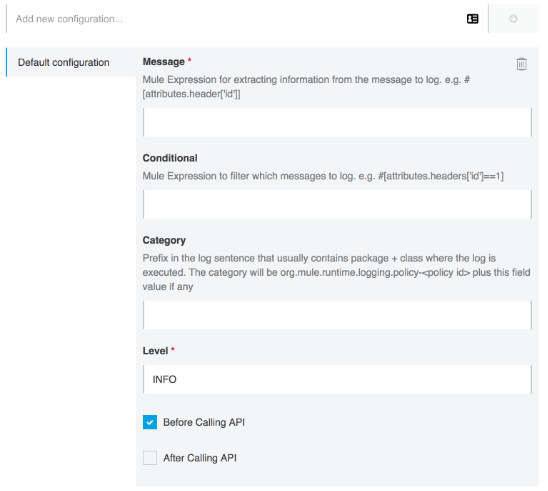 Add new configuration...
Default configuration
Message *
Mule Expression for extracting information from the message to log. e.g. #
[attributes.header['id']]
Conditional
Mule Expression to filter which messages to log. e.g. #[attributes.headers['id']==1]
Category
Prefix in the log sentence that usually contains package + class where the log is
executed. The category will be org.mule.runtime.logging.policy-<policy id> plus this field
value if any
Level *
INFO
Before Calling API
After Calling API